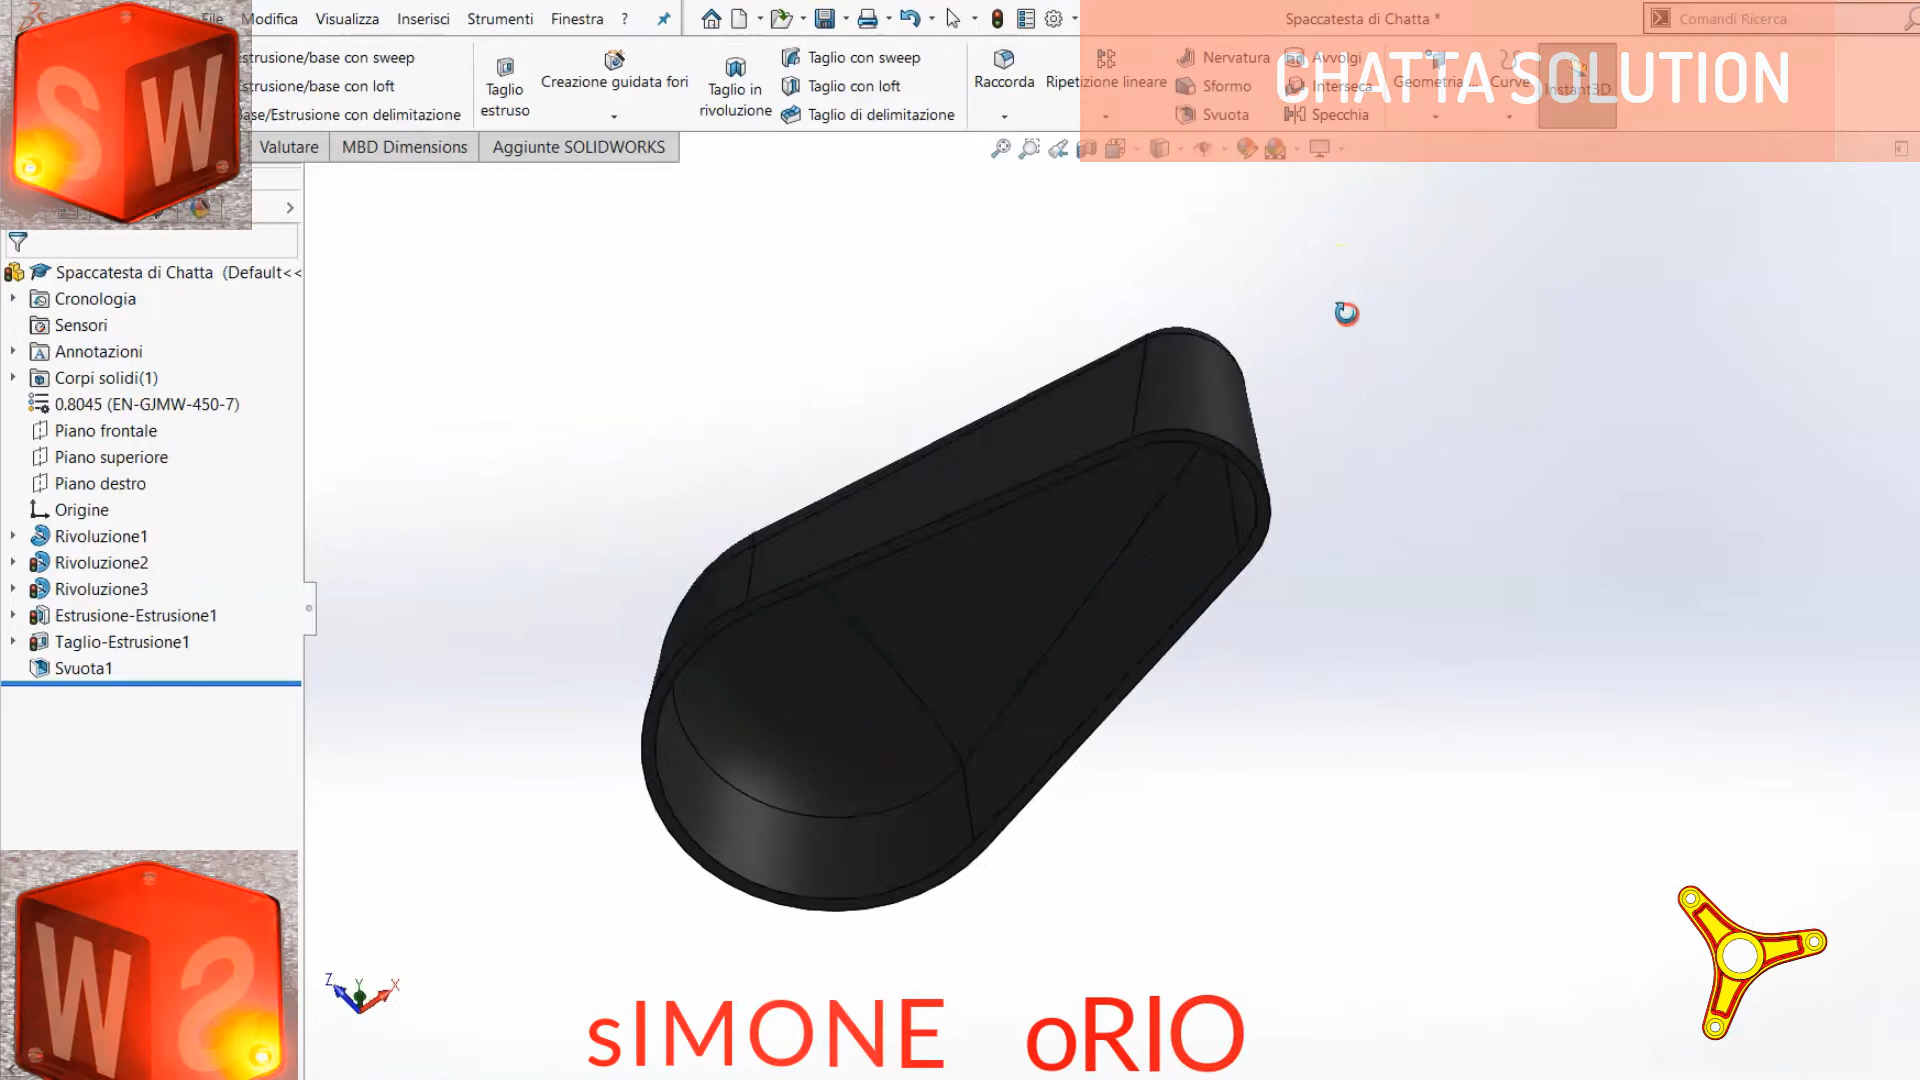 File Modifica Visualizza Inserisci Strumenti Finestra ?
Spaccatesta di Chatta *
Comandi Ricerca
CHATTA SOLUTION
strusione/base con sweep
strusione/base con loft
Base/Estrusione con delimitazione
Taglio estruso
Creazione guidata fori
Taglio in rivoluzione
Taglio con sweep
Taglio con loft
Taglio di delimitazione
Raccorda
Ripetizione lineare
Nervatura
Sformo
Svuota
Avvolgi
Interseca
Specchia
Geometria ...
Curve
Instant3D
Valutare
MBD Dimensions
Aggiunte SOLIDWORKS
S W
Spaccatesta di Chatta (Default<<
Cronologia
Sensori
Annotazioni
Corpi solidi(1)
0.8045 (EN-GJMW-450-7)
Piano frontale
Piano superiore
Piano destro
Origine
Rivoluzione1
Rivoluzione2
Rivoluzione3
Estrusione-Estrusione1
Taglio-Estrusione1
Svuota1
W S
Z Y X
sIMONE oRIO